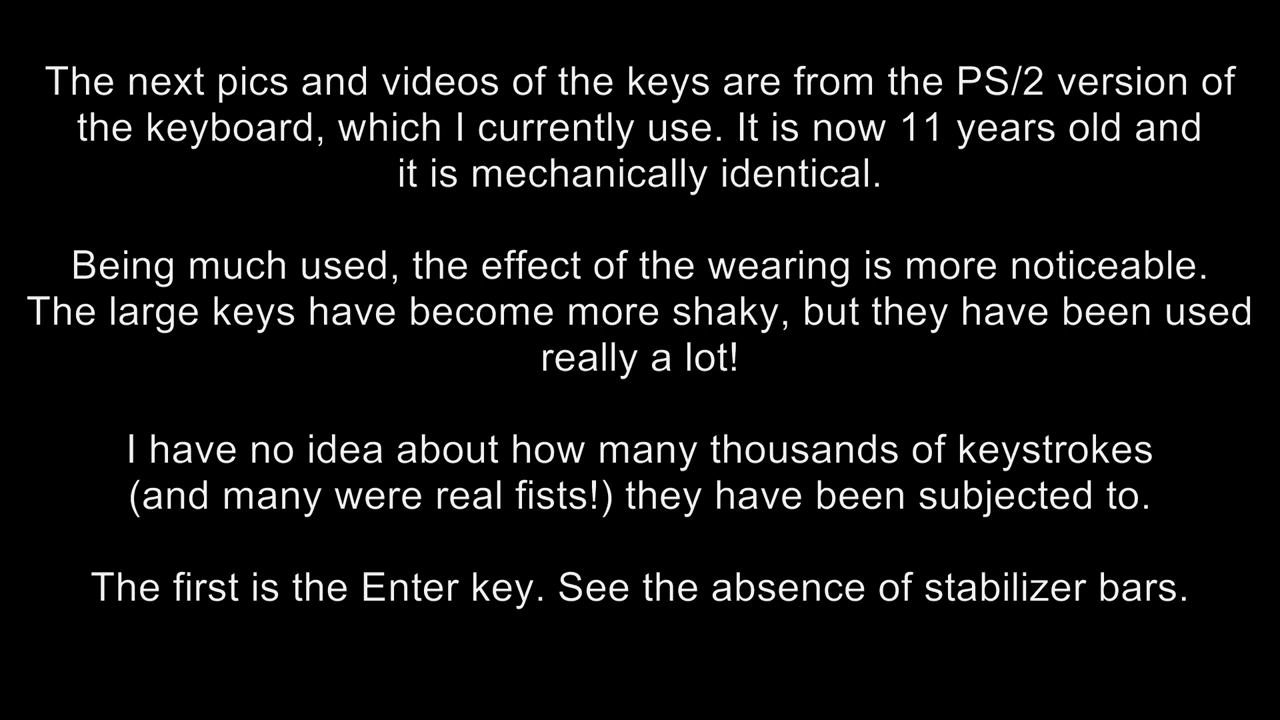 The next pics and videos of the keys are from the PS/2 version of
the keyboard, which I currently use. It is now 11 years old and
it is mechanically identical.
Being much used, the effect of the wearing is more noticeable.
The large keys have become more shaky, but they have been used
really a lot!
I have no idea about how many thousands of keystrokes
(and many were real fists!) they have been subjected to.
The first is the Enter key. See the absence of stabilizer bars.